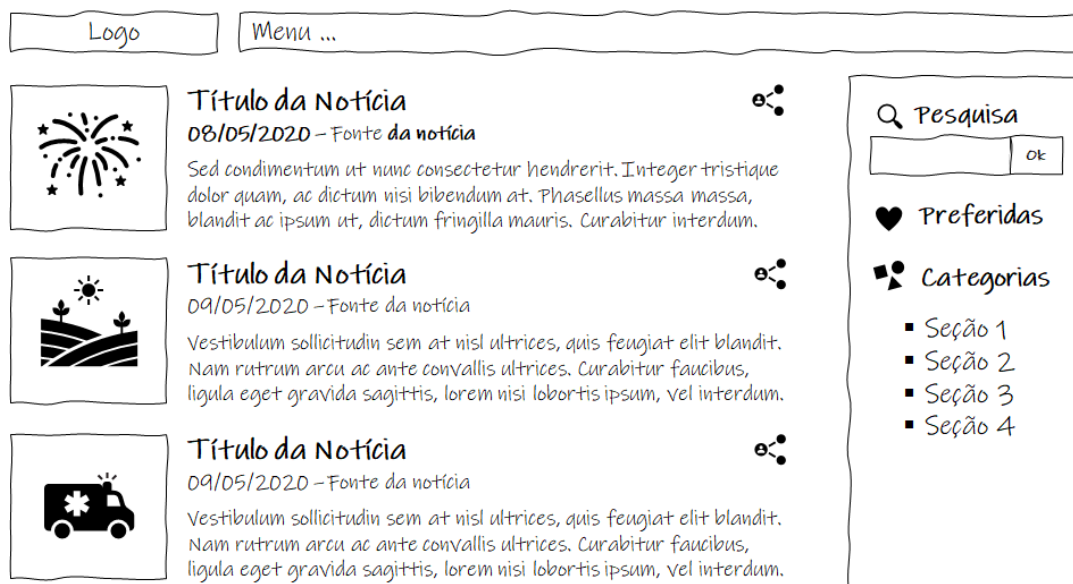 Logo
Menu ...
Título da Notícia
08/05/2020 – Fonte da notícia
Sed condimentum ut nunc consectetur hendrerit. Integer tristique
dolor quam, ac dictum nisi bibendum at. Phasellus massa massa,
blandit ac ipsum ut, dictum fringilla mauris. Curabitur interdum.
Título da Notícia
09/05/2020 – Fonte da notícia
Vestibulum sollicitudin sem at nisl ultrices, quis feugiat elit blandit.
Nam rutrum arcu ac ante convallis ultrices. Curabitur faucibus,
ligula eget gravida sagittis, lorem nisi lobortis ipsum, vel interdum.
Título da Notícia
09/05/2020 – Fonte da notícia
Vestibulum sollicitudin sem at nisl ultrices, quis feugiat elit blandit.
Nam rutrum arcu ac ante convallis ultrices. Curabitur faucibus,
ligula eget gravida sagittis, lorem nisi lobortis ipsum, vel interdum.
Pesquisa
Ok
Preferidas
Categorias
▪ Seção 1
▪ Seção 2
▪ Seção 3
▪ Seção 4